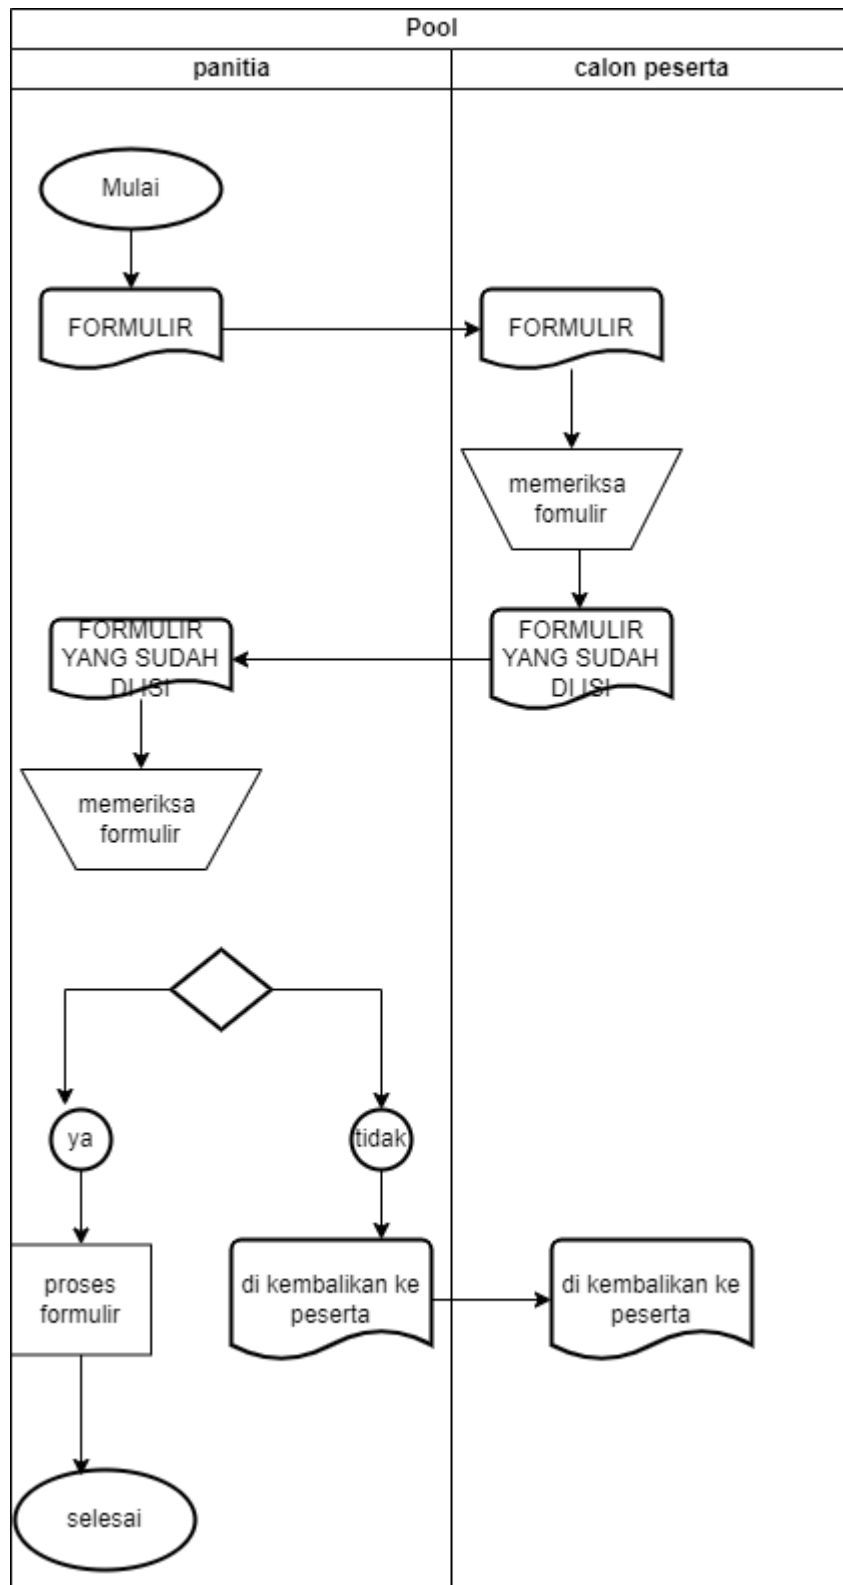 Pool
panitia
calon peserta
Mulai
FORMULIR
FORMULIR
memeriksa
fomulir
FORMULIR
YANG SUDAH
DI ISI
FORMULIR
YANG SUDAH
DI ISI
memeriksa
formulir
ya
tidak
proses
formulir
di kembalikan ke
peserta
di kembalikan ke
peserta
selesai